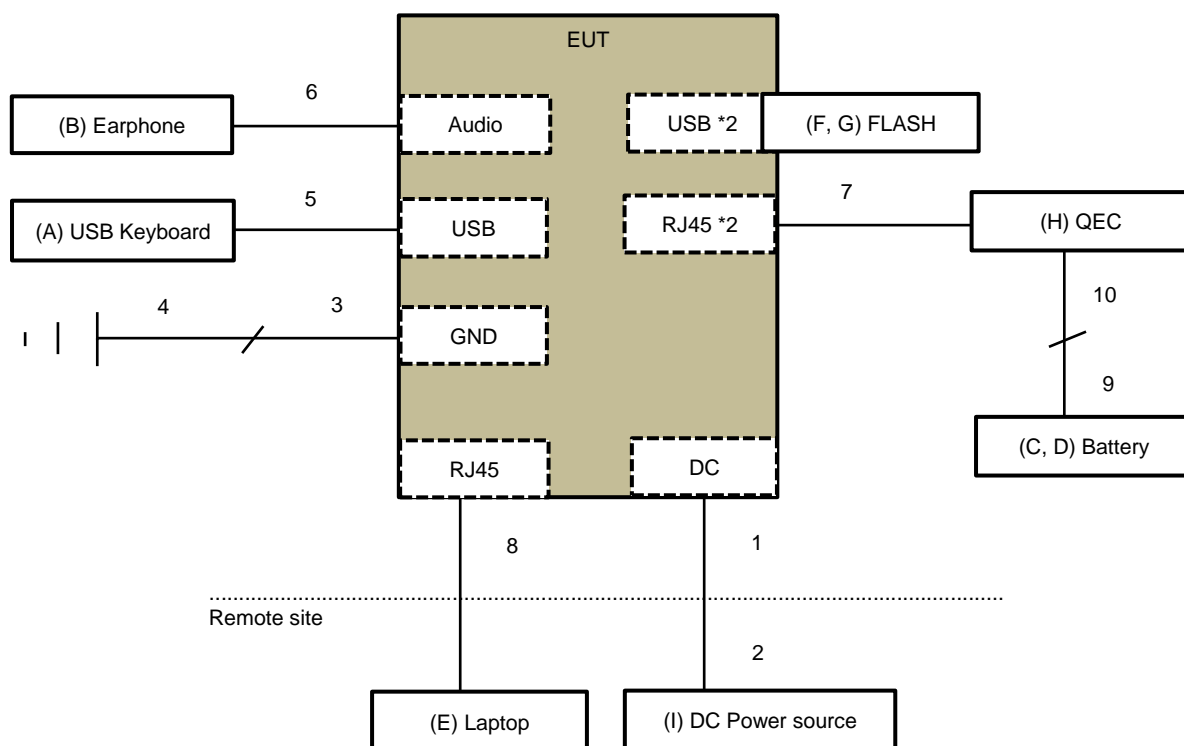 EUT
6
(B) Earphone
Audio
USB *2
(F, G) FLASH
5
7
(A) USB Keyboard
USB
RJ45 *2
(H) QEC
4
3
GND
10
9
(C, D) Battery
RJ45
DC
8
1
Remote site
2
(E) Laptop
(I) DC Power source